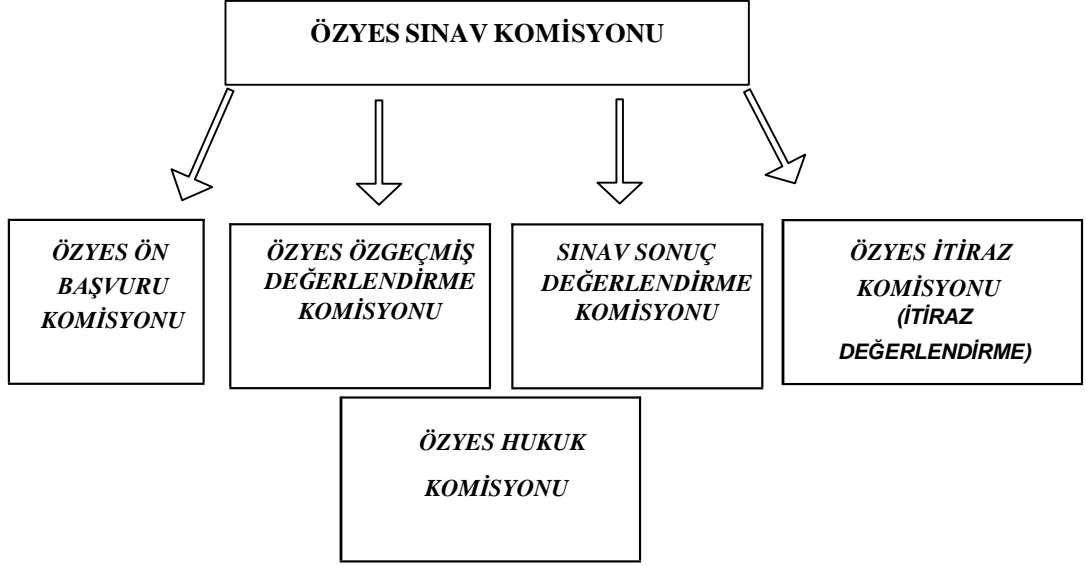 ÖZYES SINAV KOMİSYONU
ÖZYES ÖN
BAŞVURU
KOMİSYONU
ÖZYES ÖZGEÇMİŞ
DEĞERLENDİRME
KOMİSYONU
SINAV SONUÇ
DEĞERLENDİRME
KOMİSYONU
ÖZYES İTİRAZ
KOMİSYONU
(İTİRAZ
DEĞERLENDİRME)
ÖZYES HUKUK
KOMİSYONU